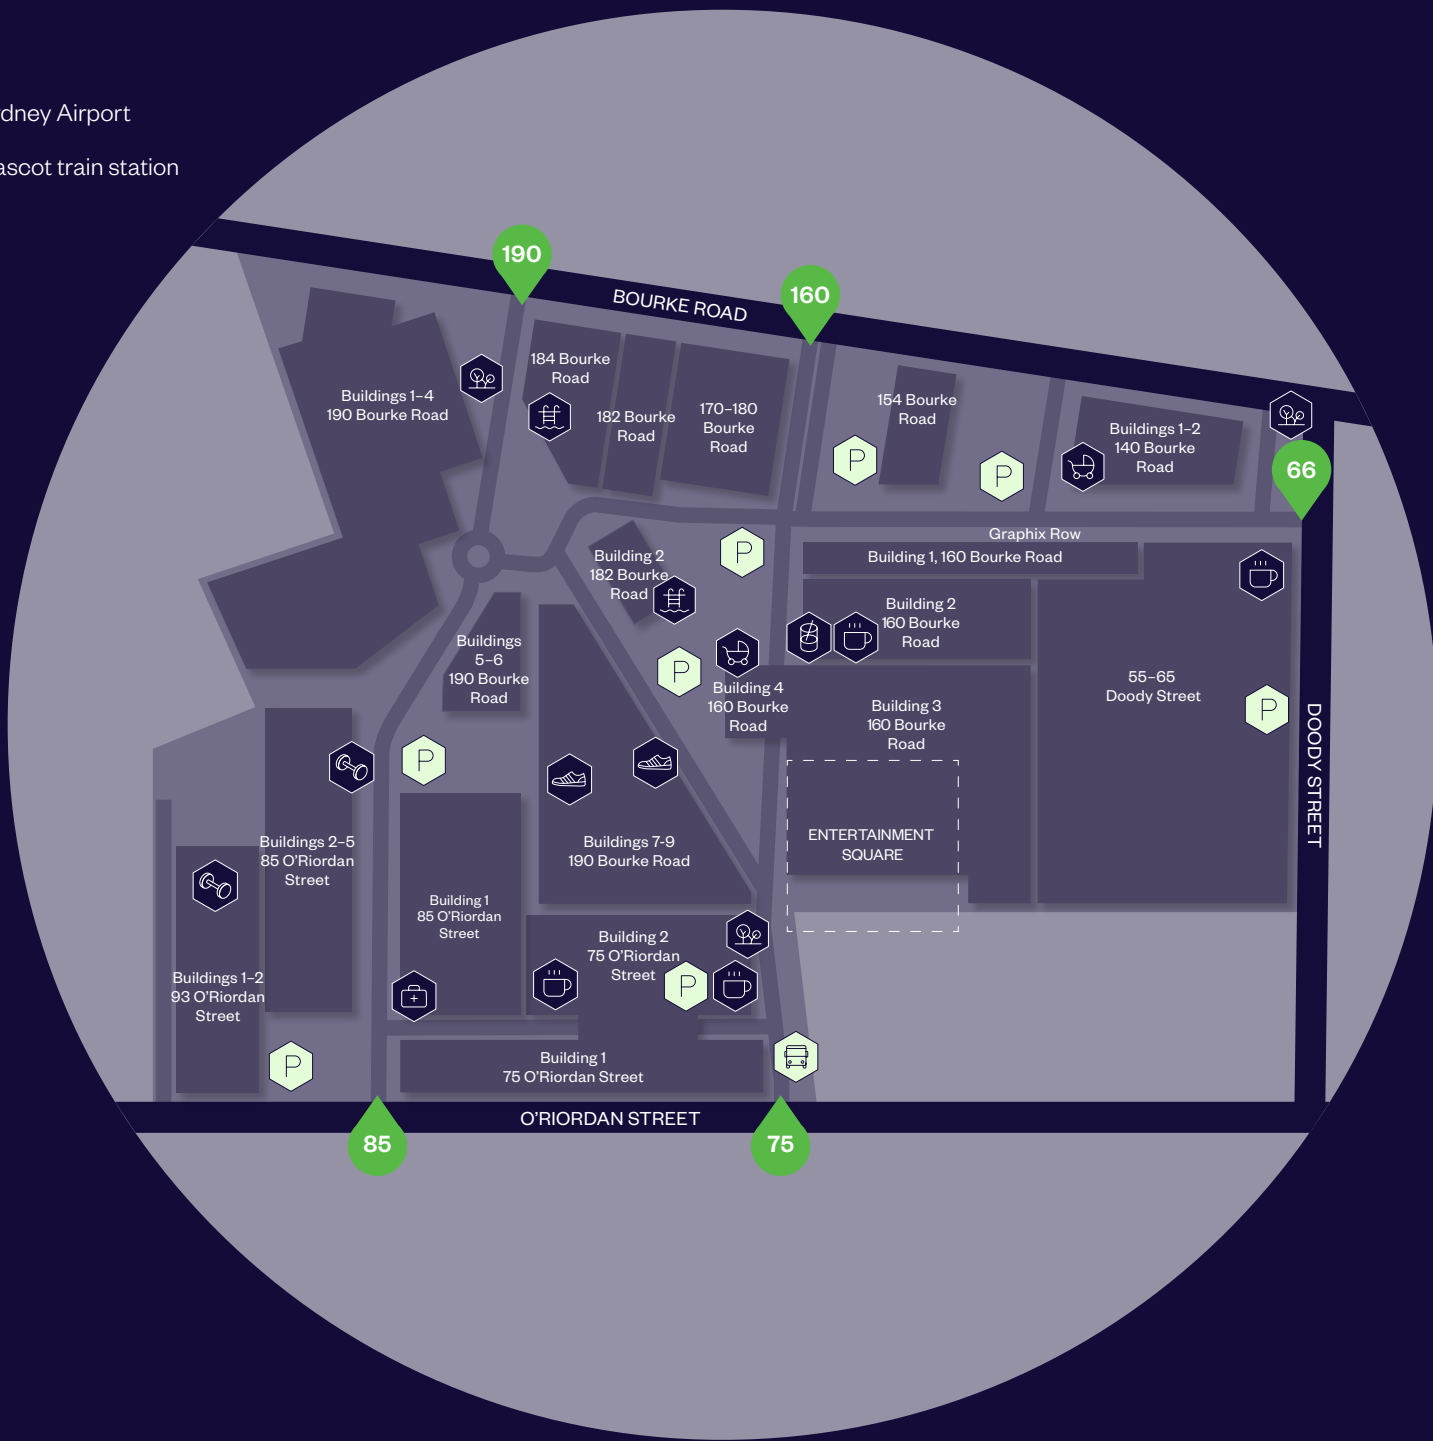 dney Airport
ascot train station
190
BOURKE ROAD
160
184 Bourke
Road
182 Bourke
Road
170–180
Bourke
Road
154 Bourke
Road
Buildings 1–2
140 Bourke
Road
Buildings 1–4
190 Bourke Road
P
P
66
Graphix Row
Building 1, 160 Bourke Road
Building 2
182 Bourke
Road
P
Building 2
160 Bourke
Road
Buildings
5–6
190 Bourke
Road
P
Building 4
160 Bourke
Road
Building 3
160 Bourke
Road
55–65
Doody Street
P
DOODY STREET
P
ENTERTAINMENT
SQUARE
Buildings 2–5
85 O’Riordan
Street
Buildings 7-9
190 Bourke Road
Building 1
85 O’Riordan
Street
Building 2
75 O’Riordan
Street
P
Buildings 1–2
93 O’Riordan
Street
P
Building 1
75 O’Riordan Street
O’RIORDAN STREET
85
75